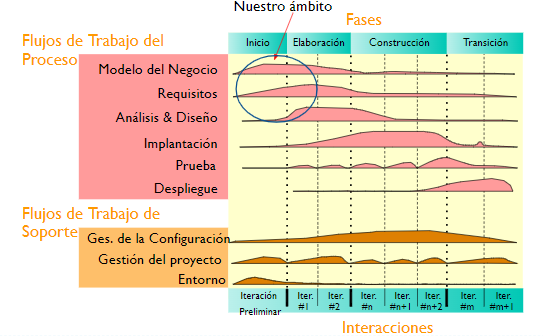 Nuestro ámbito
Fases
Flujos de Trabajo del
Proceso
Inicio
Elaboración
Construcción
Transición
Modelo del Negocio
Requisitos
Análisis & Diseño
Implantación
Prueba
Despliegue
Flujos de Trabajo de
Soporte
Ges. de la Configuración
Gestión del proyecto
Entorno
Iteración
Preliminar
Iter.
#1
Iter.
#2
Iter.
#n
Iter.
#n+1
Iter.
#n+2
Iter.
#m
Iter.
#m+1
Interacciones